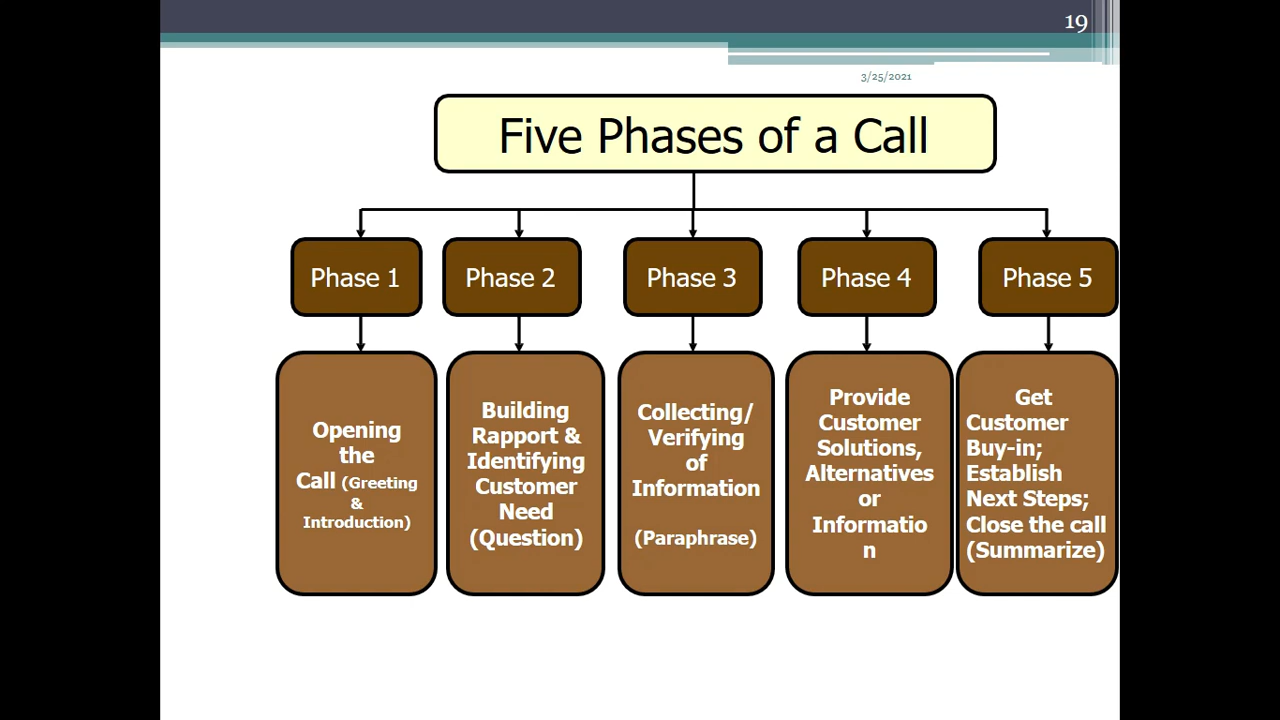 19
3/25/2021
Five Phases of a Call
Phase 1
Phase 2
Phase 3
Phase 4
Phase 5
Opening
the
Call (Greeting
&
Introduction)
Building
Rapport &
Identifying
Customer
Need
(Question)
Collecting/
Verifying
of
Information
(Paraphrase)
Provide
Customer
Solutions,
Alternatives
or
Informatio
n
Get
Customer
Buy-in;
Establish
Next Steps;
Close the call
(Summarize)